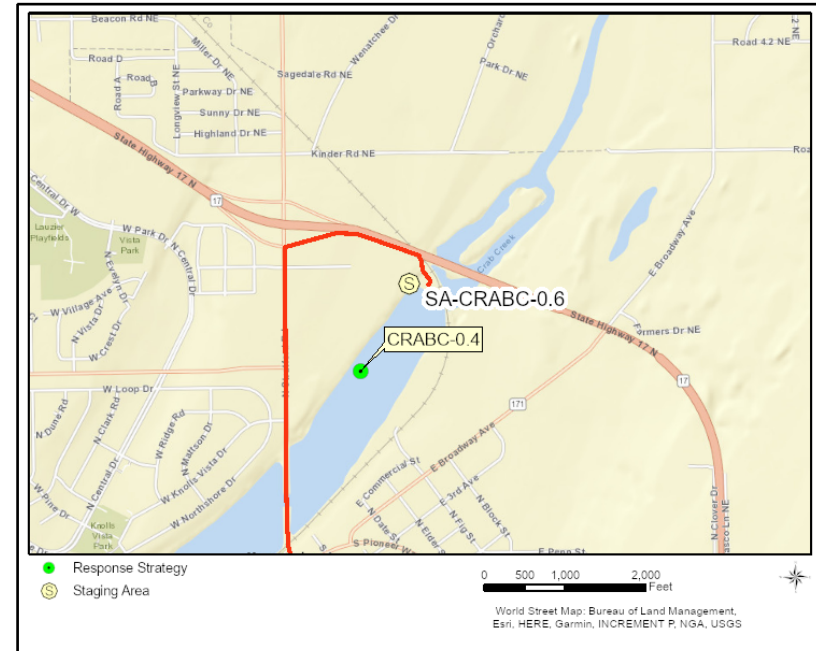 Beacon Rd NE
Road D
Road A
Road B
Longview St NE
Miller Dr NE
Parkway Dr NE
Sunny Dr NE
Highland Dr NE
Sagedale Rd NE
Wenatchee Dr
Park Dr NE
Road 4.2 NE
Kinder Rd NE
State Highway 17 N
17
Central Dr W
W Park Dr
N Central Dr
Lauzier
Playfields
Vista
Park
N Evelyn Dr
W Village Ave
N Vista Dr
W Crest Dr
Crab Creek
E Broadway Ave
S
SA-CRABC-0.6
CRABC-0.4
State Highway 17 N
17
171
W Loop Dr
N Dune Rd
N Clark Rd
N Central Dr
W Ridge Rd
N Mattson Dr
W Knolls Vista Dr
W Northshore Dr
W Pine Dr
Knolls
Vista
Park
E Broadway Ave
E Commercial St
E 3rd Ave
N Block St
N Fig St
N Date St
N Elder St
S Pioneer
E Penn St
N Clover Dr
Response Strategy
S Staging Area
0 500 1,000 2,000
Feet
World Street Map: Bureau of Land Management,
Esri, HERE, Garmin, INCREMENT P, NGA, USGS